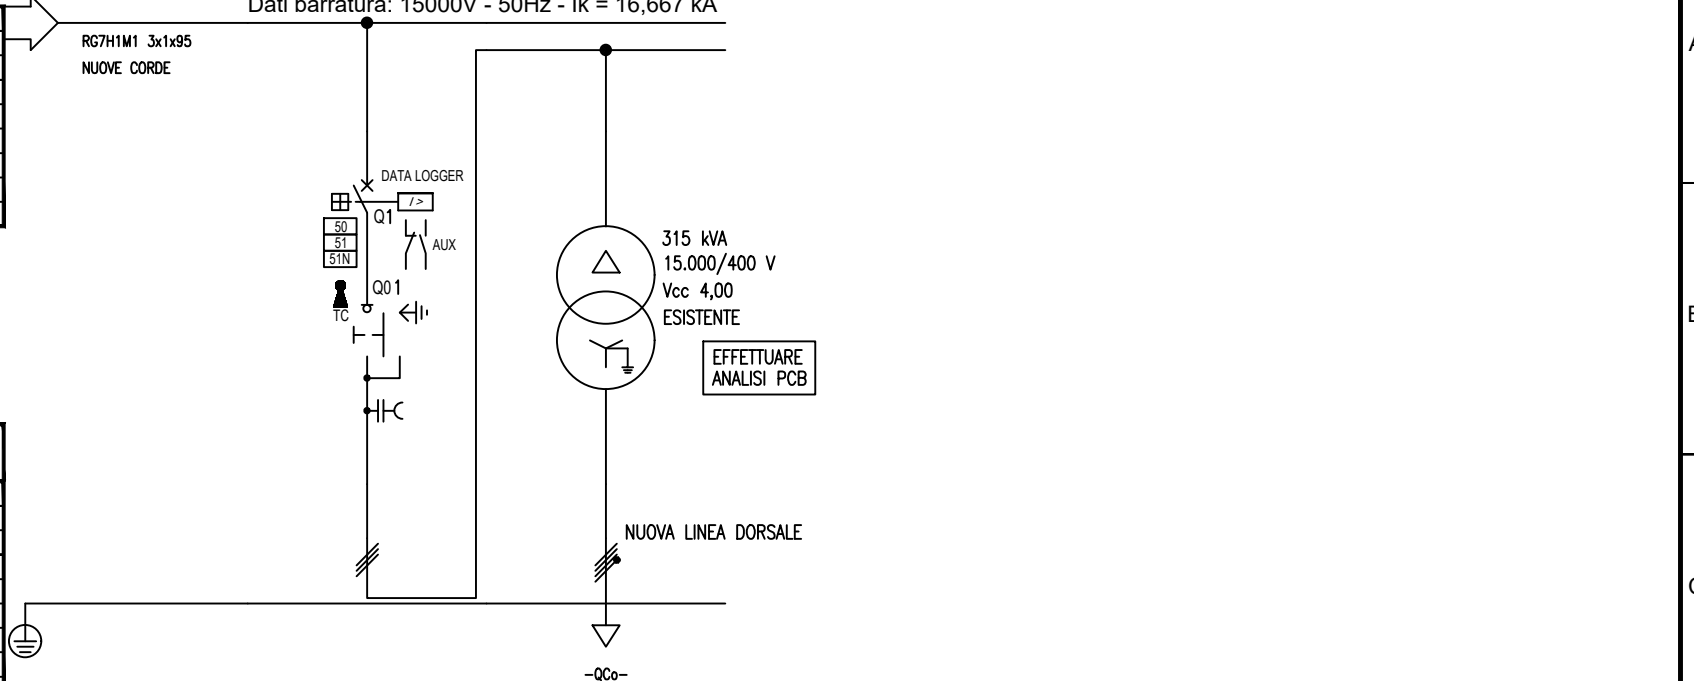 Dati barratura: 15000V - 50Hz - Ik = 16,667 kA
RG7H1M1 3x1x95
NUOVE CORDE
DATA LOGGER
I >
Q1
50
51
51N
AUX
Q01
TC
315 kVA
15.000/400 V
Vcc 4,00
ESISTENTE
EFFETTUARE
ANALISI PCB
NUOVA LINEA DORSALE
-QCo-